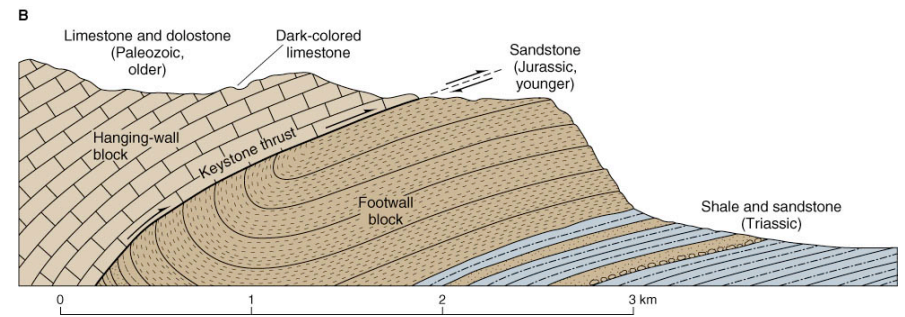 B
Limestone and dolostone
(Paleozoic,
older)
Dark-colored
limestone
Sandstone
(Jurassic,
younger)
Hanging-wall
block
Keystone thrust
Footwall
block
Shale and sandstone
(Triassic)
0 1 2 3 km